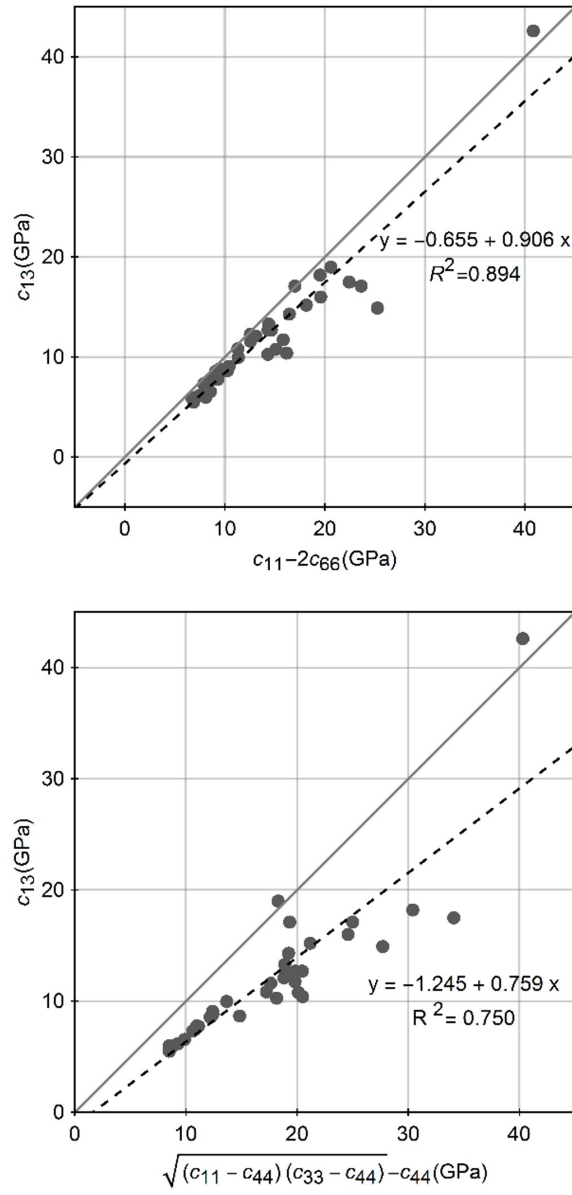 40
30
20
10
0
c13(GPa)
y = −0.655 + 0.906 x
R2=0.894
0 10 20 30 40
c11−2c66(GPa)
40
30
20
10
0
c13(GPa)
y = −1.245 + 0.759 x
R 2= 0.750
0 10 20 30 40
√(c11 − c44) (c33 − c44)−c44(GPa)